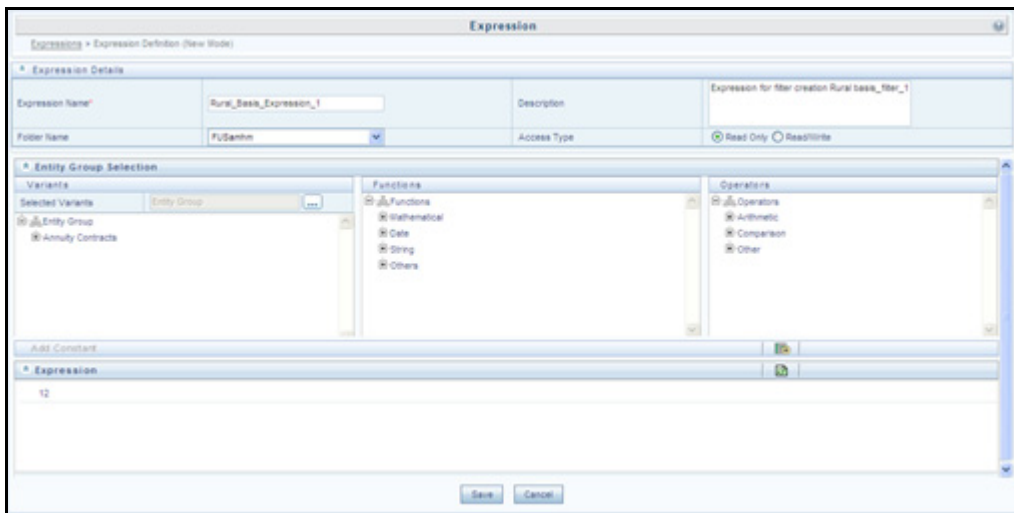 Expression
Expressions » Expression Definition (New Mode)
Expression Details
Expression Name*
Rural_Basis_Expression_1
Description
Expression for filter creation Rural basis_filter_1
Folder Name
FUSamhm
Access Type
Read Only
Read/Write
Entity Group Selection
Variants
Selected Variants
Entity Group
...
Entity Group
Annuity Contracts
Functions
Functions
Mathematical
Date
String
Others
Operators
Operators
Arithmetic
Comparison
Other
Add Constant
Expression
12
Save
Cancel